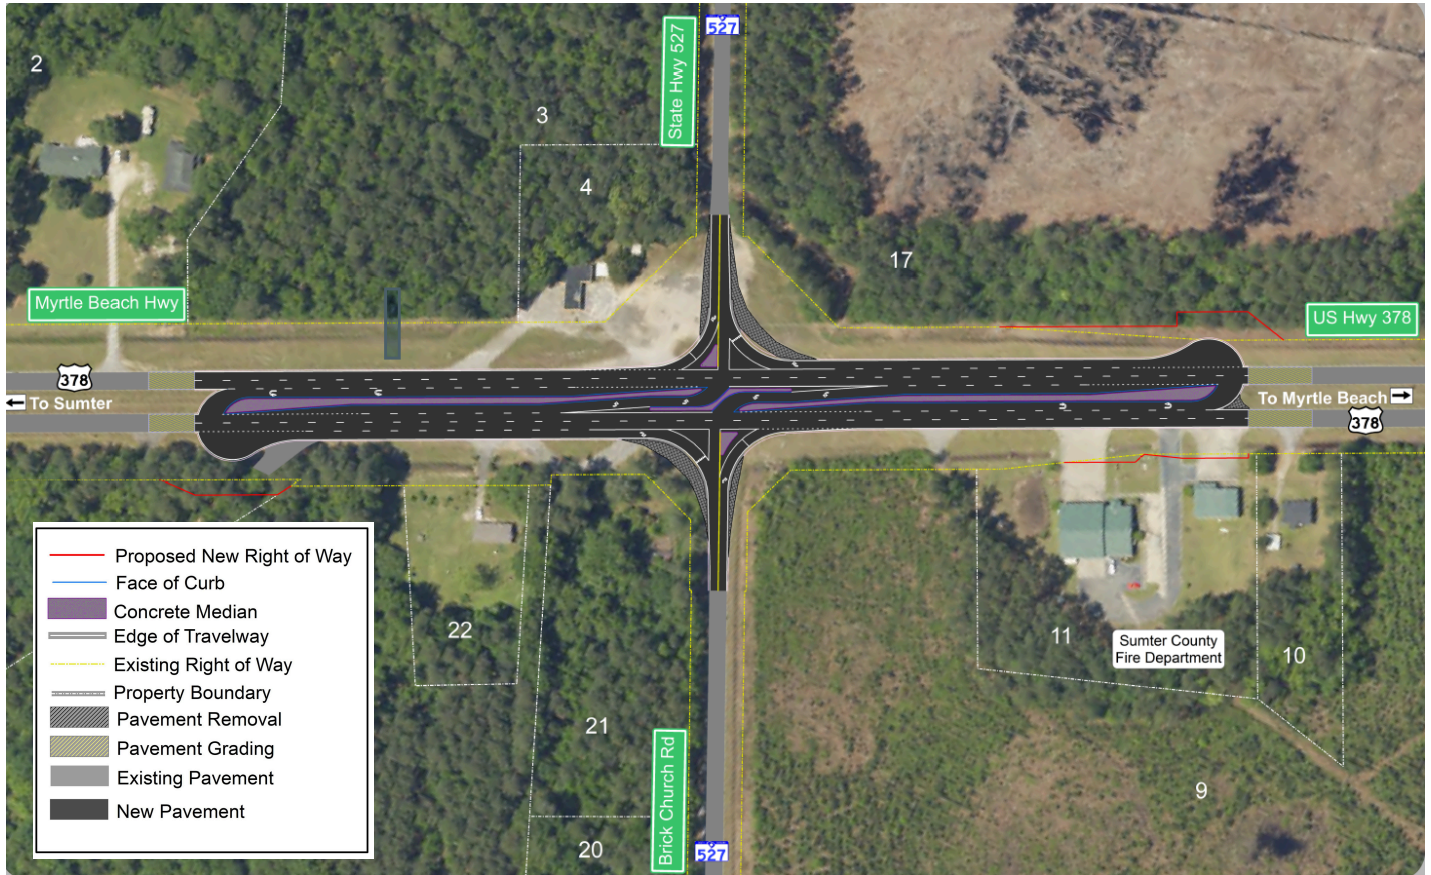 527
State Hwy 527
2
3
4
17
Myrtle Beach Hwy
US Hwy 378
378
To Sumter
To Myrtle Beach
378
Proposed New Right of Way
Face of Curb
Concrete Median
Edge of Travelway
Existing Right of Way
Property Boundary
Pavement Removal
Pavement Grading
Existing Pavement
New Pavement
22
21
20
11
Sumter County
Fire Department
10
9
Brick Church Rd
527